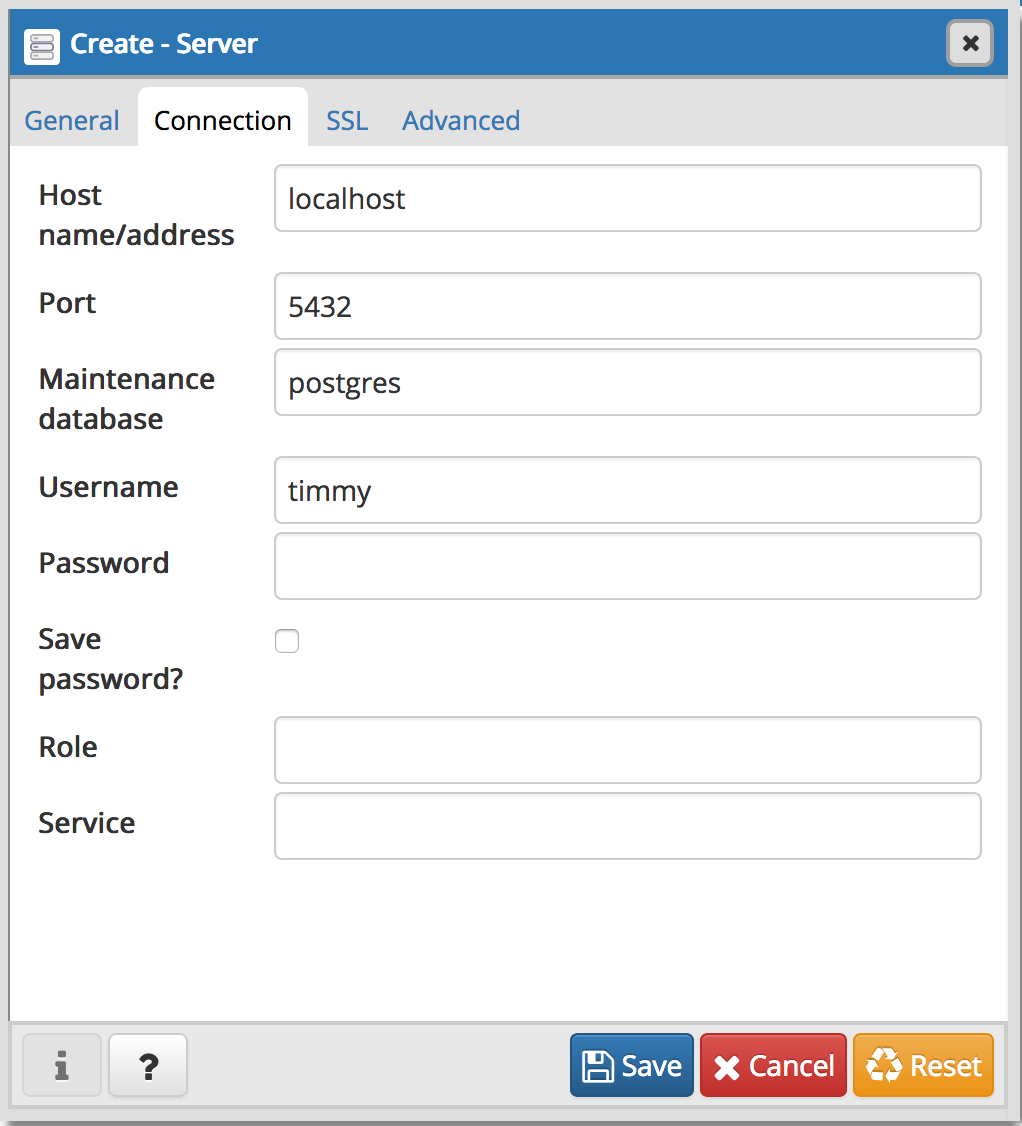 Create - Server
General Connection SSL Advanced
Host
name/address
localhost
Port
5432
Maintenance
database
postgres
Username
timmy
Password
Save
password?
Role
Service
i ? Save Cancel Reset